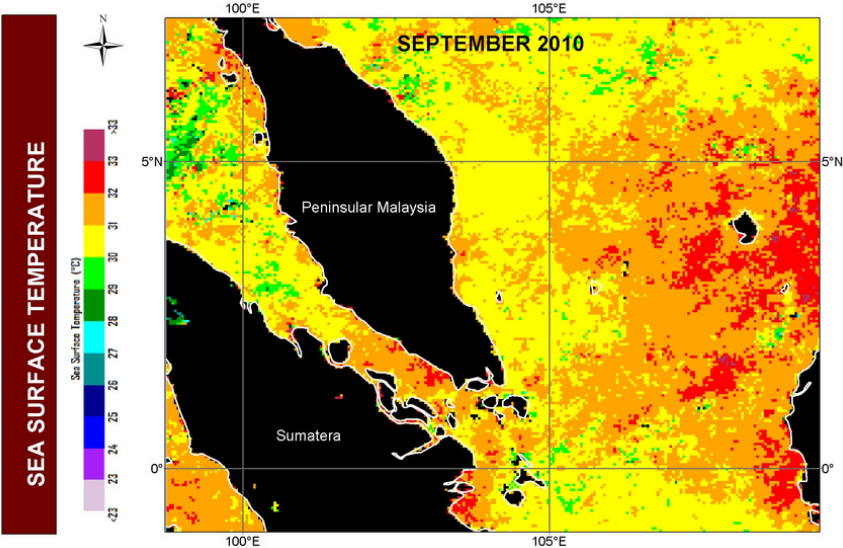 SEA SURFACE TEMPERATURE
N
>33
33
32
31
30
29
28
27
26
25
24
23
<23
Sea Surface Temperature (°C)
100°E
105°E
SEPTEMBER 2010
5°N
5°N
Peninsular Malaysia
Sumatera
0°
0°
100°E
105°E